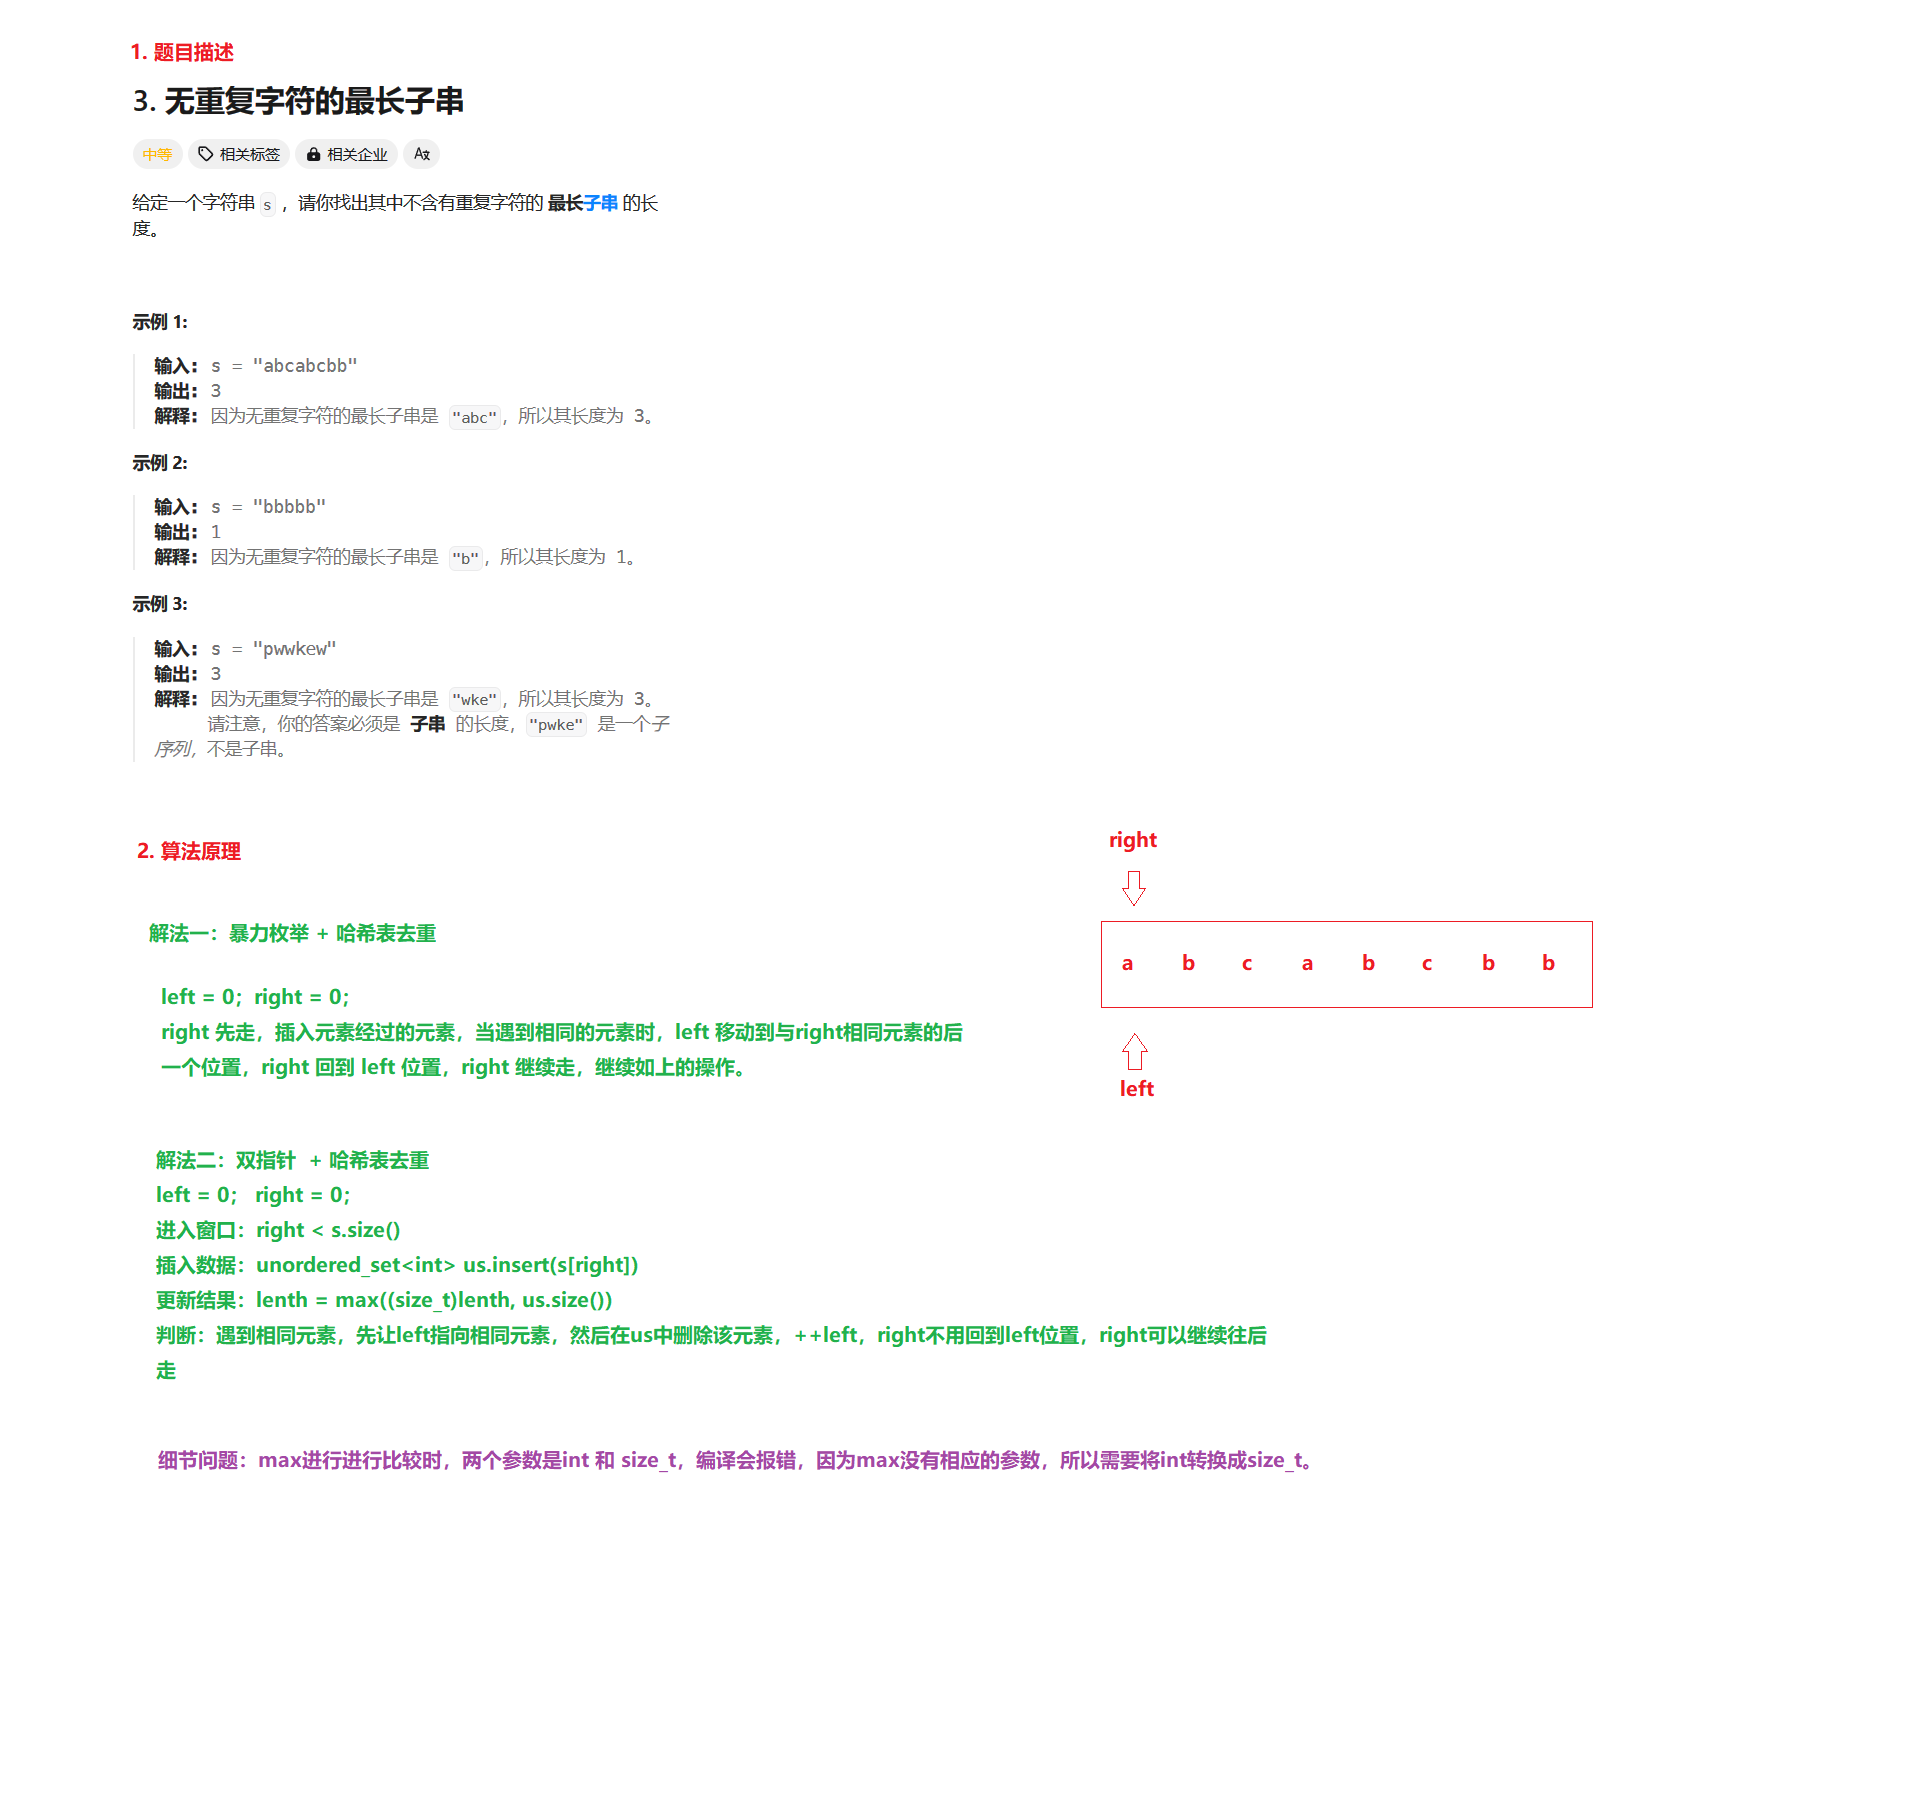 1. 题目描述
3. 无重复字符的最长子串
中等 相关标签 相关企业 A文
给定一个字符串 s ，请你找出其中不含有重复字符的 最长子串 的长
度。
示例 1:
输入: s = "abcabcbb"
输出: 3
解释: 因为无重复字符的最长子串是 "abc"，所以其长度为 3。
示例 2:
输入: s = "bbbbb"
输出: 1
解释: 因为无重复字符的最长子串是 "b"，所以其长度为 1。
示例 3:
输入: s = "pwwkew"
输出: 3
解释: 因为无重复字符的最长子串是 "wke"，所以其长度为 3。
请注意，你的答案必须是 子串 的长度，"pwke" 是一个子
序列，不是子串。
2. 算法原理
解法一：暴力枚举 + 哈希表去重
left = 0；right = 0；
right 先走，插入元素经过的元素，当遇到相同的元素时，left 移动到与right相同元素的后
一个位置，right 回到 left 位置，right 继续走，继续如上的操作。
right
a b c a b c b b
left
解法二：双指针 + 哈希表去重
left = 0； right = 0；
进入窗口：right < s.size()
插入数据：unordered_set<int> us.insert(s[right])
更新结果：lenth = max((size_t)lenth, us.size())
判断：遇到相同元素，先让left指向相同元素，然后在us中删除该元素，++left，right不用回到left位置，right可以继续往后
走
细节问题：max进行进行比较时，两个参数是int 和 size_t，编译会报错，因为max没有相应的参数，所以需要将int转换成size_t。